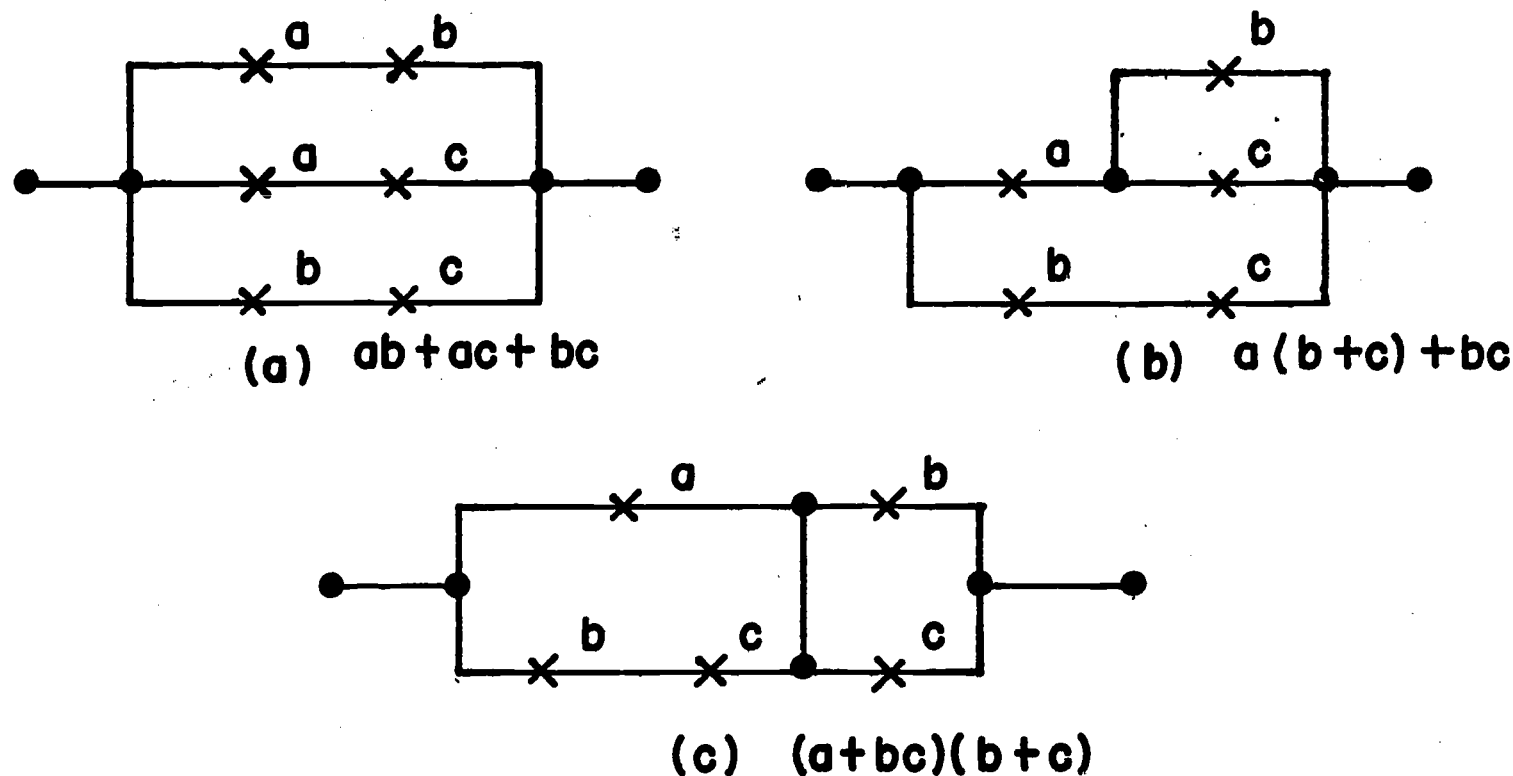 a b
a c
b c
(a) ab+ac+bc
b
a c
b c
(b) a(b+c)+bc
a b
b c c
(c) (a+bc)(b+c)